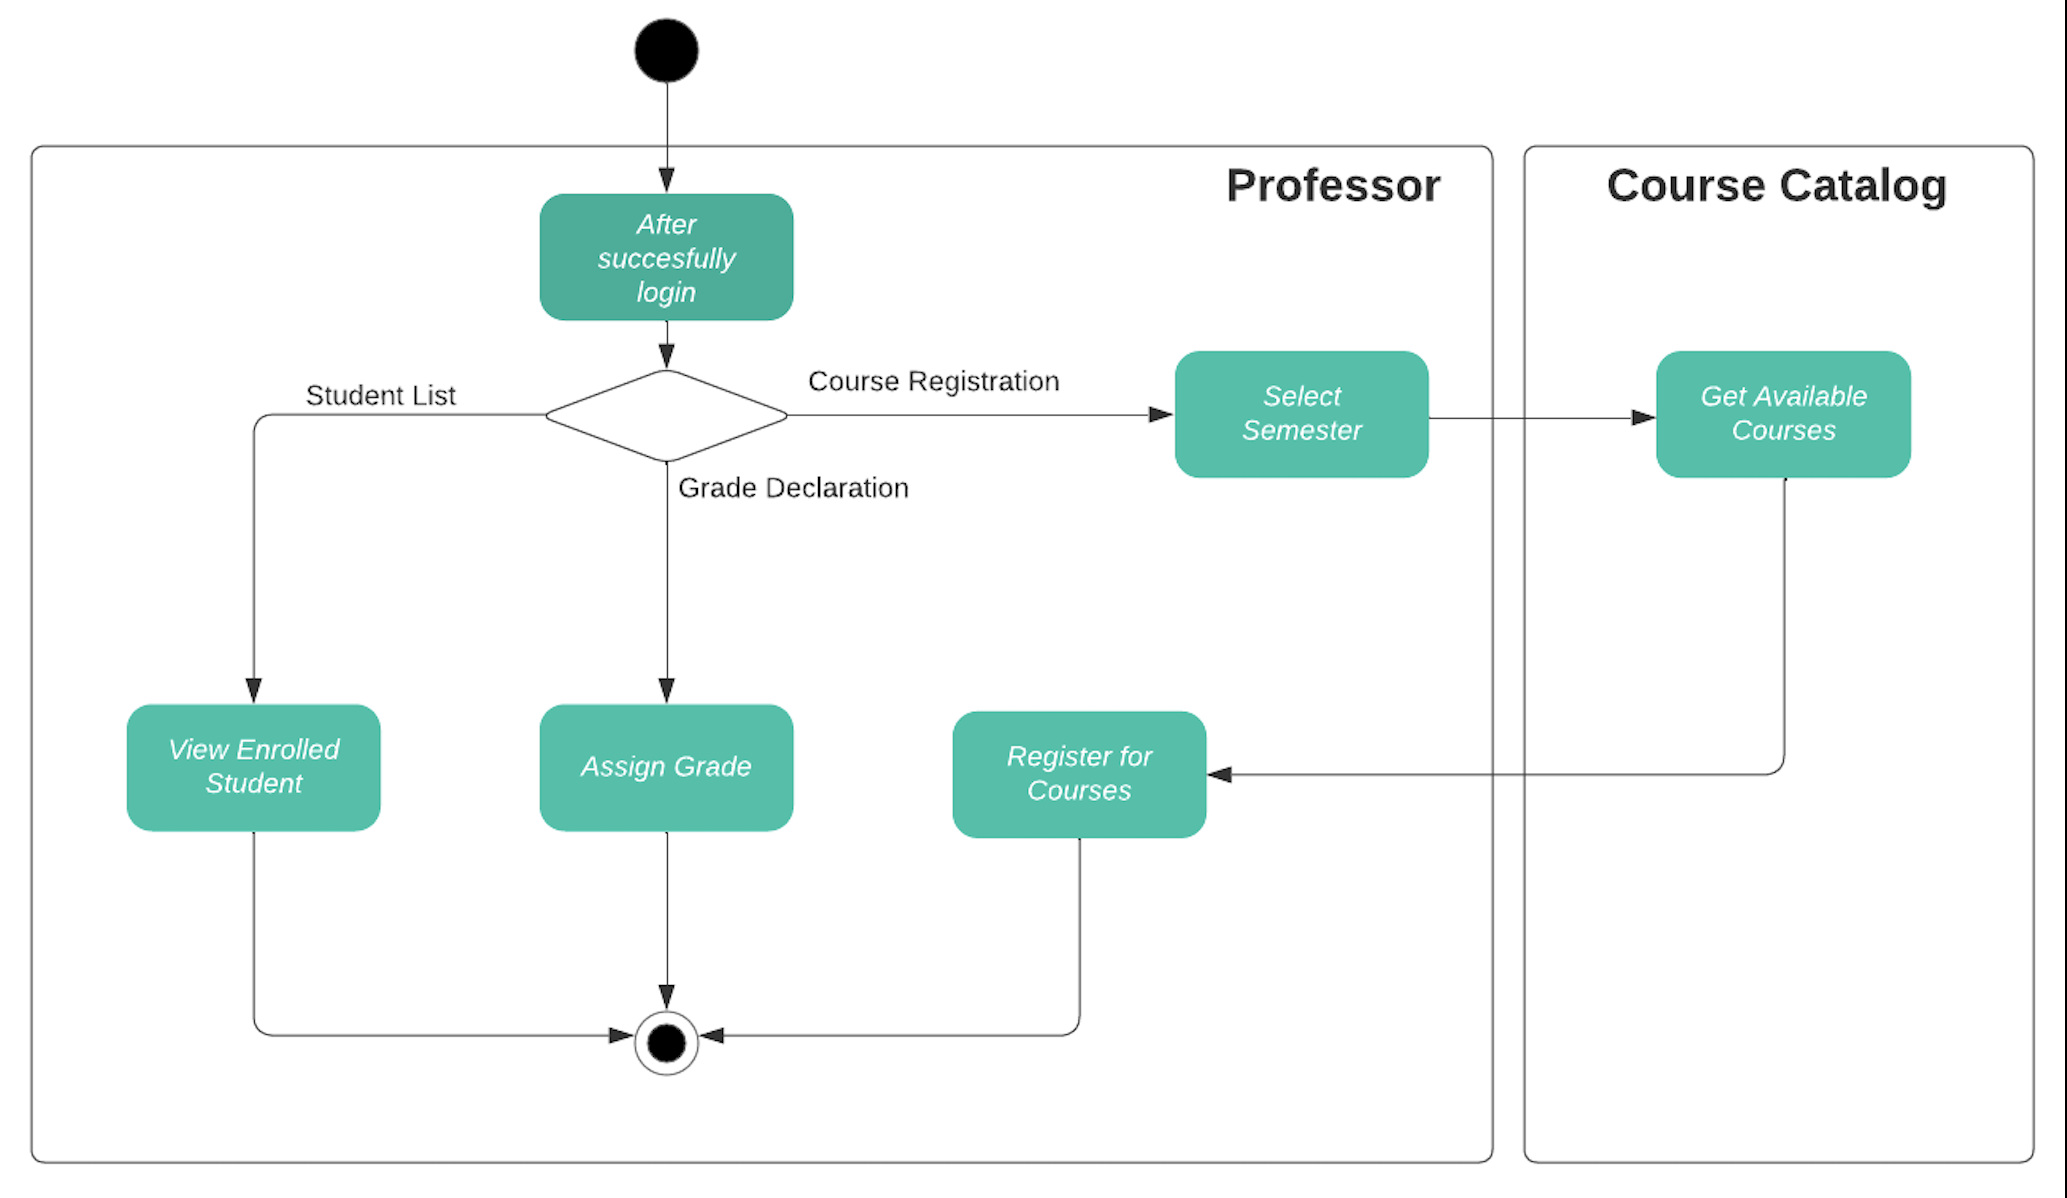 Professor
Course Catalog
After
succesfully
login
Student List
Course Registration
Select
Semester
Get Available
Courses
Grade Declaration
View Enrolled
Student
Assign Grade
Register for
Courses